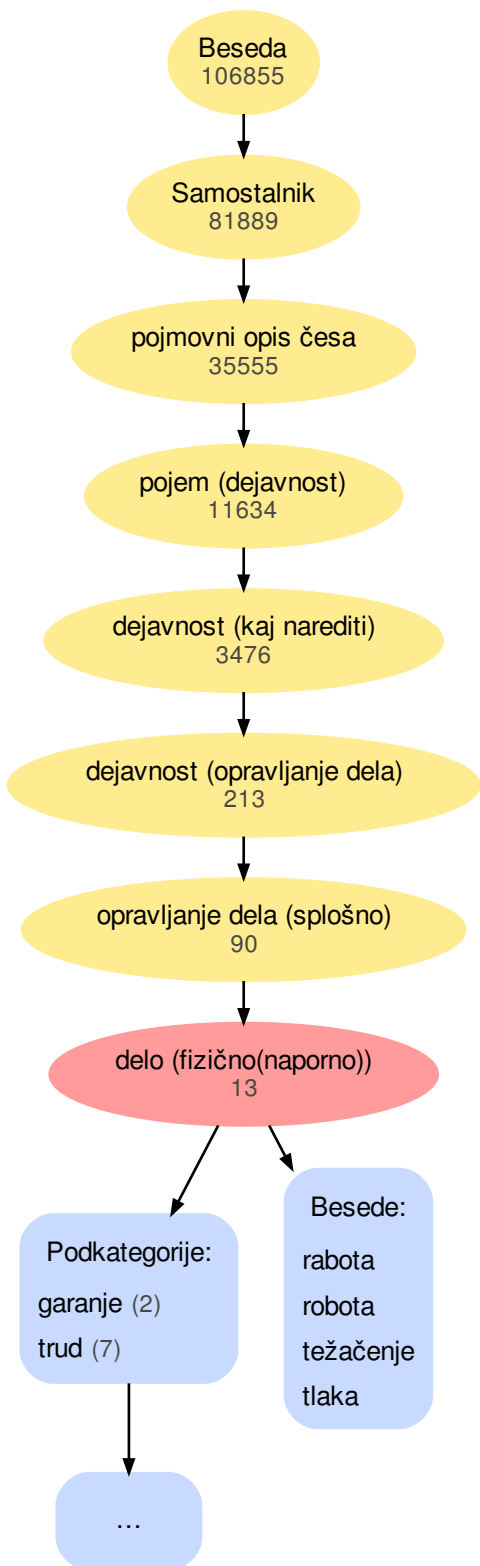 Beseda
106855
Samostalnik
81889
pojmovni opis česa
35555
pojem (dejavnost)
11634
dejavnost (kaj narediti)
3476
dejavnost (opravljanje dela)
213
opravljanje dela (splošno)
90
delo (fizično(naporno))
13
Podkategorije:
garanje (2)
trud (7)
Besede:
rabota
robota
težačenje
tlaka
...